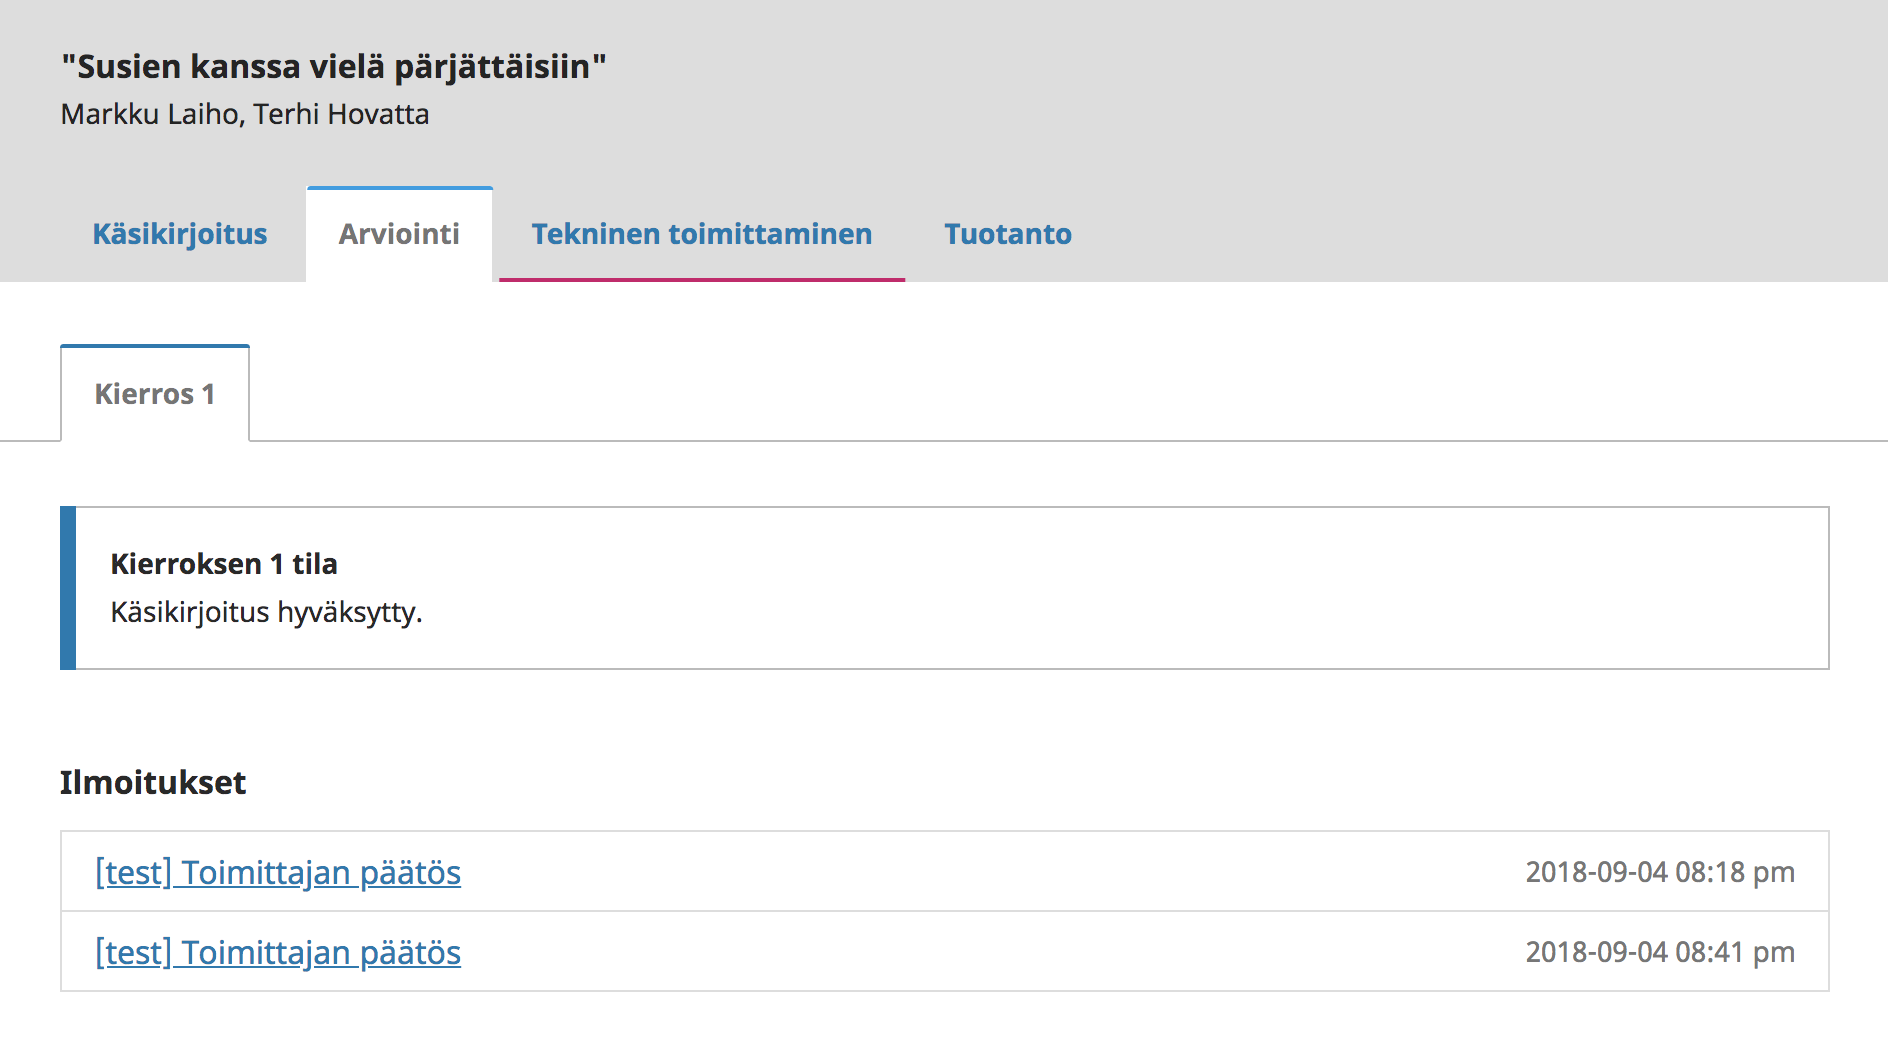 "Susien kanssa vielä pärjättäisiin"
Markku Laiho, Terhi Hovatta
Käsikirjoitus Arviointi Tekninen toimittaminen Tuotanto
Kierros 1
Kierroksen 1 tila
Käsikirjoitus hyväksytty.
Ilmoitukset
[test] Toimittajan päätös 2018-09-04 08:18 pm
[test] Toimittajan päätös 2018-09-04 08:41 pm